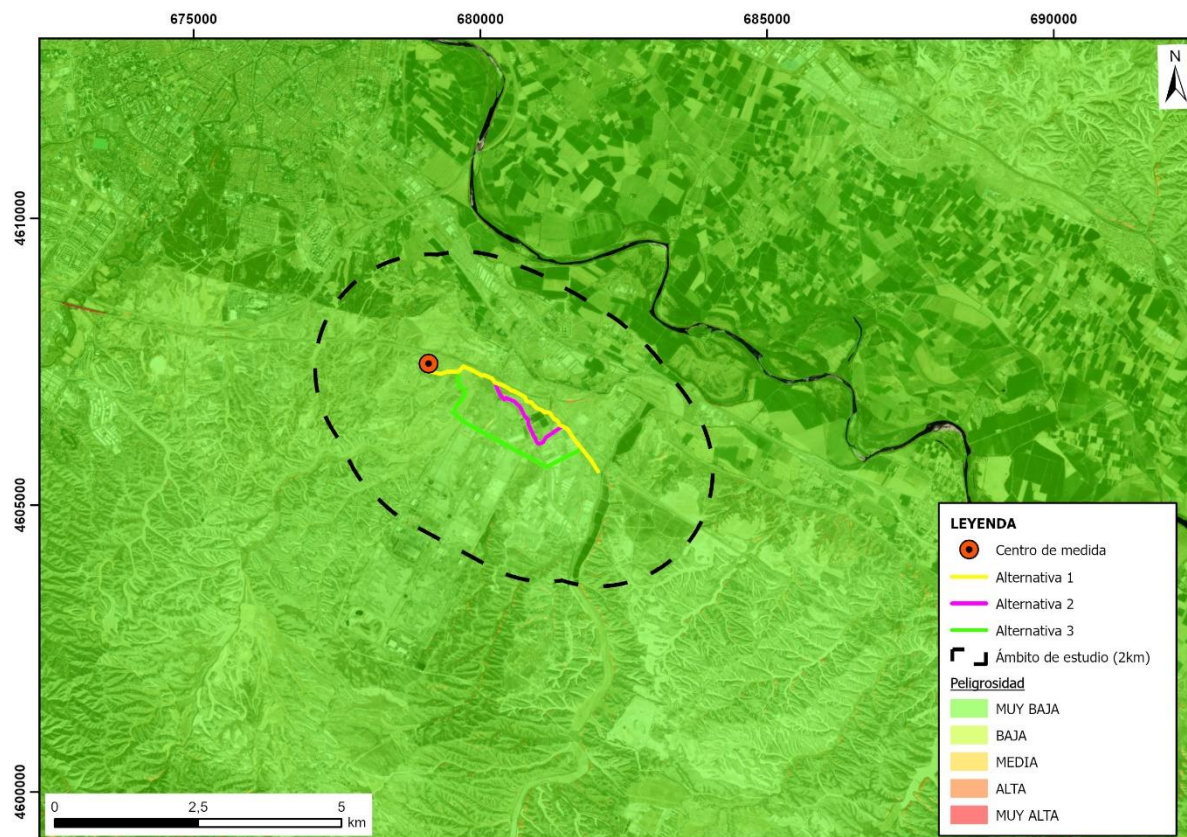 675000
680000
685000
690000
N
4610000
4605000
4600000
LEYENDA
Centro de medida
Alternativa 1
Alternativa 2
Alternativa 3
Ámbito de estudio (2km)
Peligrosidad
MUY BAJA
BAJA
MEDIA
ALTA
MUY ALTA
0
2,5
5
km